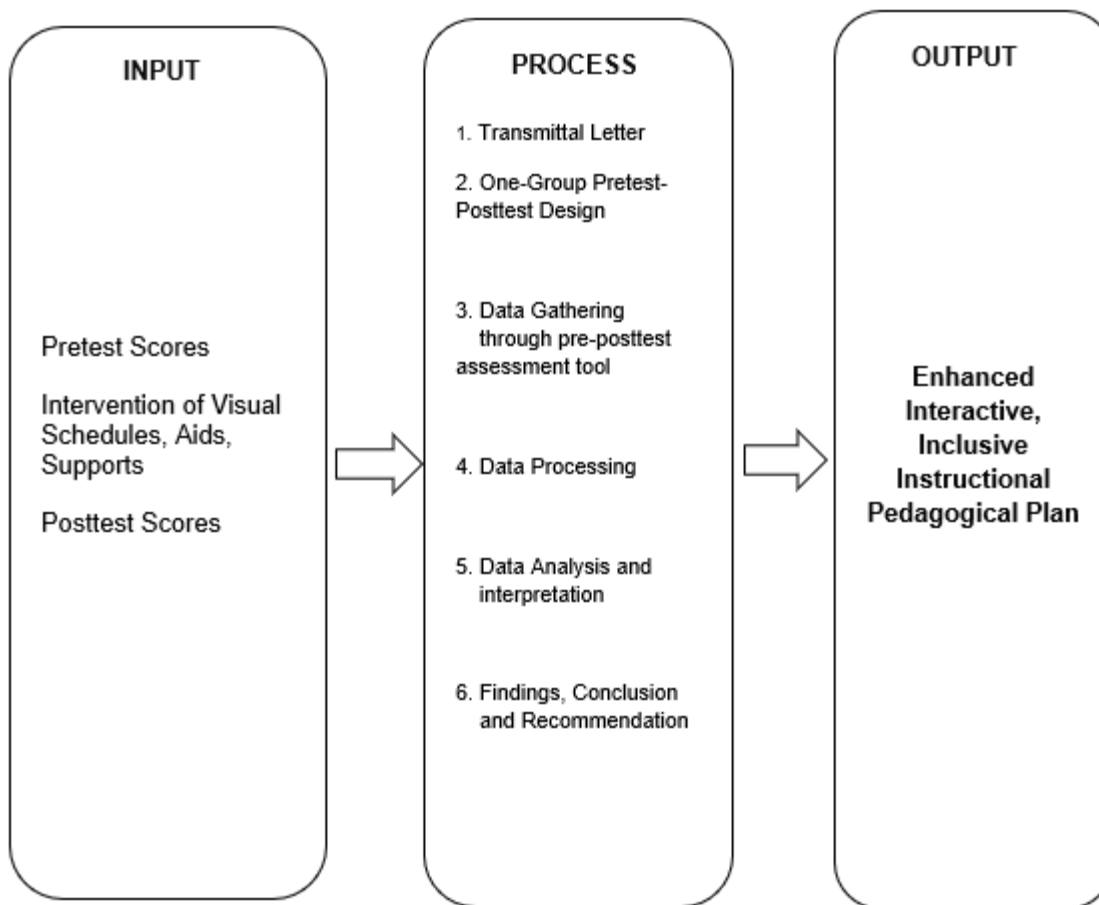 INPUT
Pretest Scores
Intervention of Visual
Schedules, Aids,
Supports
Posttest Scores
PROCESS
1. Transmittal Letter
2. One-Group Pretest-
Posttest Design
3. Data Gathering
through pre-posttest
assessment tool
4. Data Processing
5. Data Analysis and
interpretation
6. Findings, Conclusion
and Recommendation
OUTPUT
Enhanced
Interactive,
Inclusive
Instructional
Pedagogical Plan